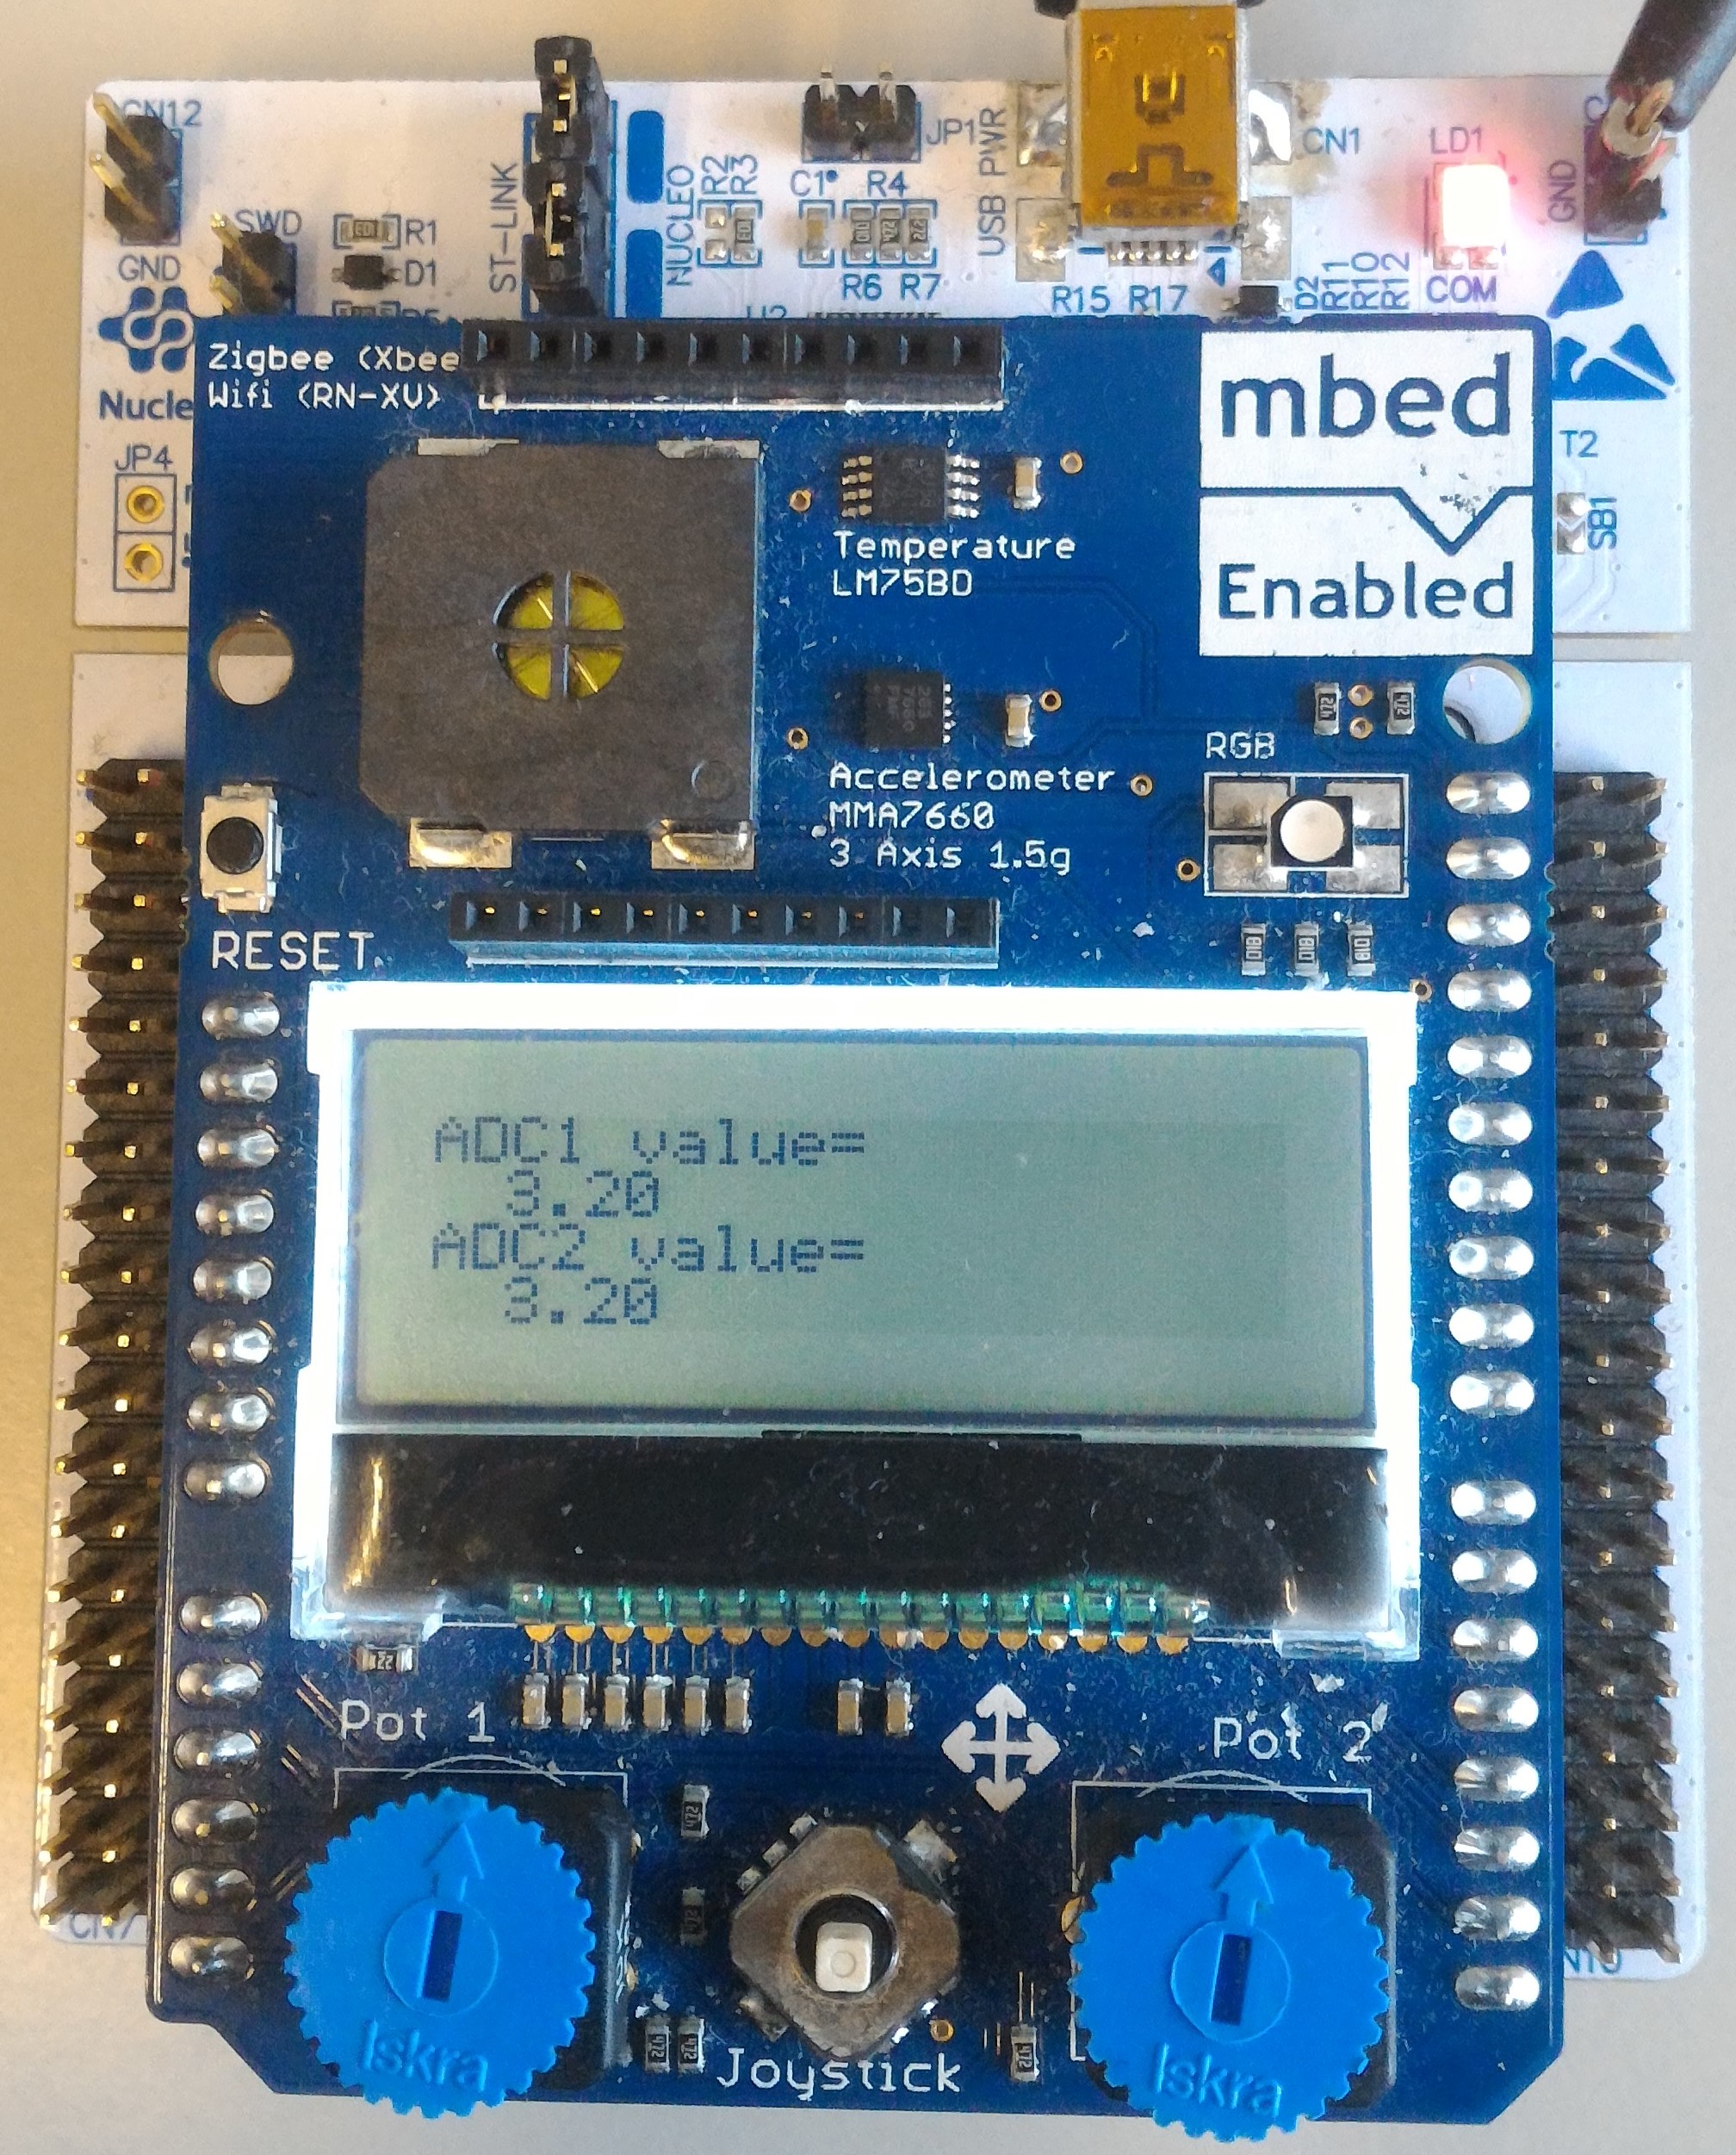 CN12
GND
SWD
R1
D1
ST-LINK
NUCLEO
R2
R3
C1
R4
R6 R7
JP1
USB PWR
CN1
R15 R17
D2
R11
R10
R12
LD1
COM
GND
Zigbee (Xbee
Wifi (RN-XV)
Nucle
JP4
mbed
Enabled
T2
SB1
Temperature
LM75BD
Accelerometer
MMA7660
3 Axis 1.5g
RGB
RESET
ADC1 value=
3.20
ADC2 value=
3.20
Pot 1
Pot 2
Iskra
Joystick
Iskra
CN7